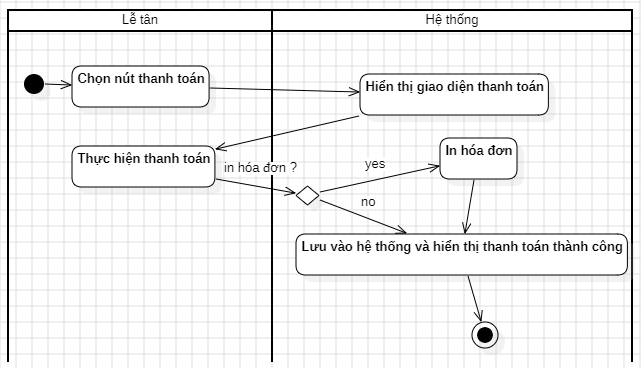 Lễ tân
Hệ thống
Chọn nút thanh toán
Hiển thị giao diện thanh toán
Thực hiện thanh toán
in hóa đơn ?
yes
In hóa đơn
no
Lưu vào hệ thống và hiển thị thanh toán thành công